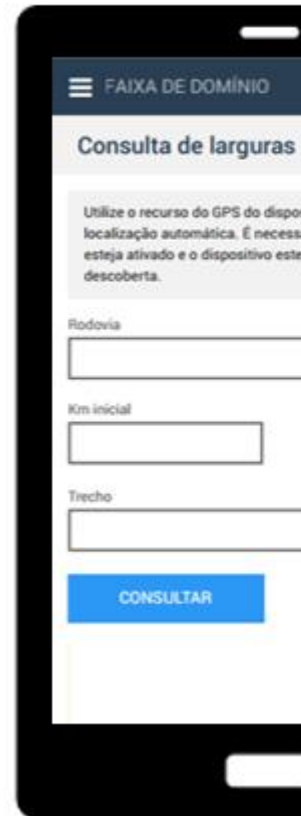 FAIXA DE DOMÍNIO
Consulta de larguras
Utilize o recurso do GPS do dispo
localização automática. É necess
esteja ativado e o dispositivo este
descoberta.
Rodovia
Km inicial
Trecho
CONSULTAR